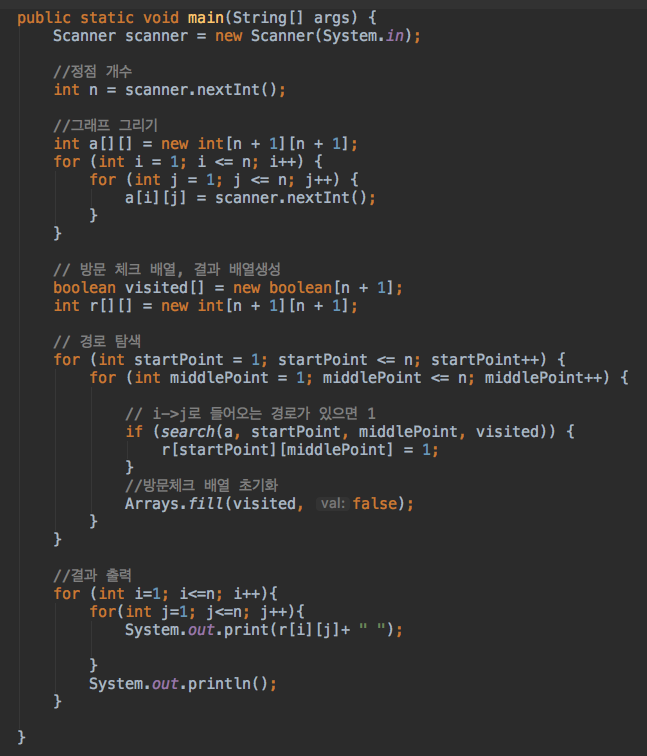 public static void main(String[] args) {
Scanner scanner = new Scanner(System.in);
//정점 개수
int n = scanner.nextInt();
//그래프 그리기
int a[][] = new int[n + 1][n + 1];
for (int i = 1; i <= n; i++) {
for (int j = 1; j <= n; j++) {
a[i][j] = scanner.nextInt();
}
}
// 방문 체크 배열, 결과 배열생성
boolean visited[] = new boolean[n + 1];
int r[][] = new int[n + 1][n + 1];
// 경로 탐색
for (int startPoint = 1; startPoint <= n; startPoint++) {
for (int middlePoint = 1; middlePoint <= n; middlePoint++) {
// i->j로 들어오는 경로가 있으면 1
if (search(a, startPoint, middlePoint, visited)) {
r[startPoint][middlePoint] = 1;
}
//방문체크 배열 초기화
Arrays.fill(visited, val: false);
}
}
//결과 출력
for (int i=1; i<=n; i++){
for(int j=1; j<=n; j++){
System.out.print(r[i][j]+ " ");
}
System.out.println();
}
}